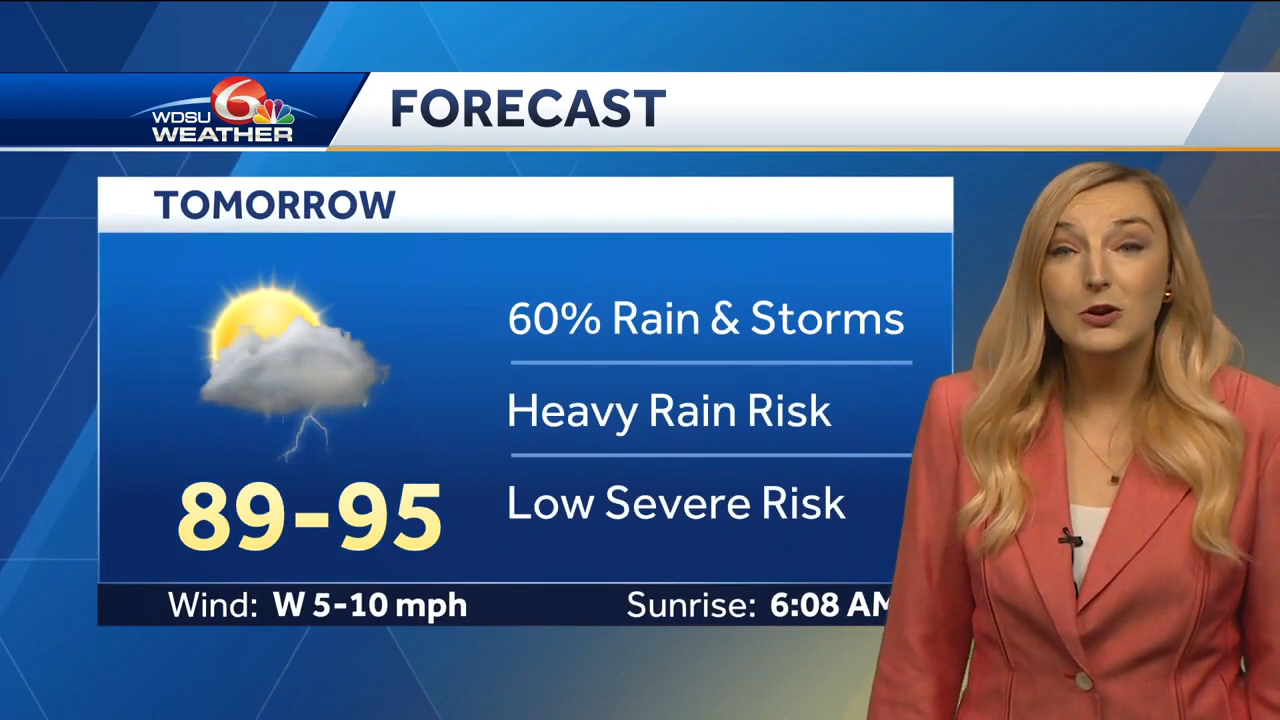 WDSU 6
WEATHER
FORECAST
TOMORROW
60% Rain & Storms
Heavy Rain Risk
Low Severe Risk
89-95
Wind: W 5-10 mph
Sunrise: 6:08 AM